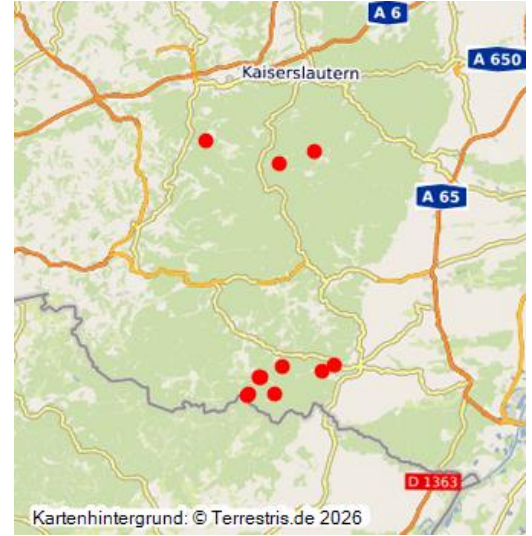 A 6
A 650
Kaiserslautern
A 65
D 1363
Kartenhintergrund: © Terrestris.de 2026